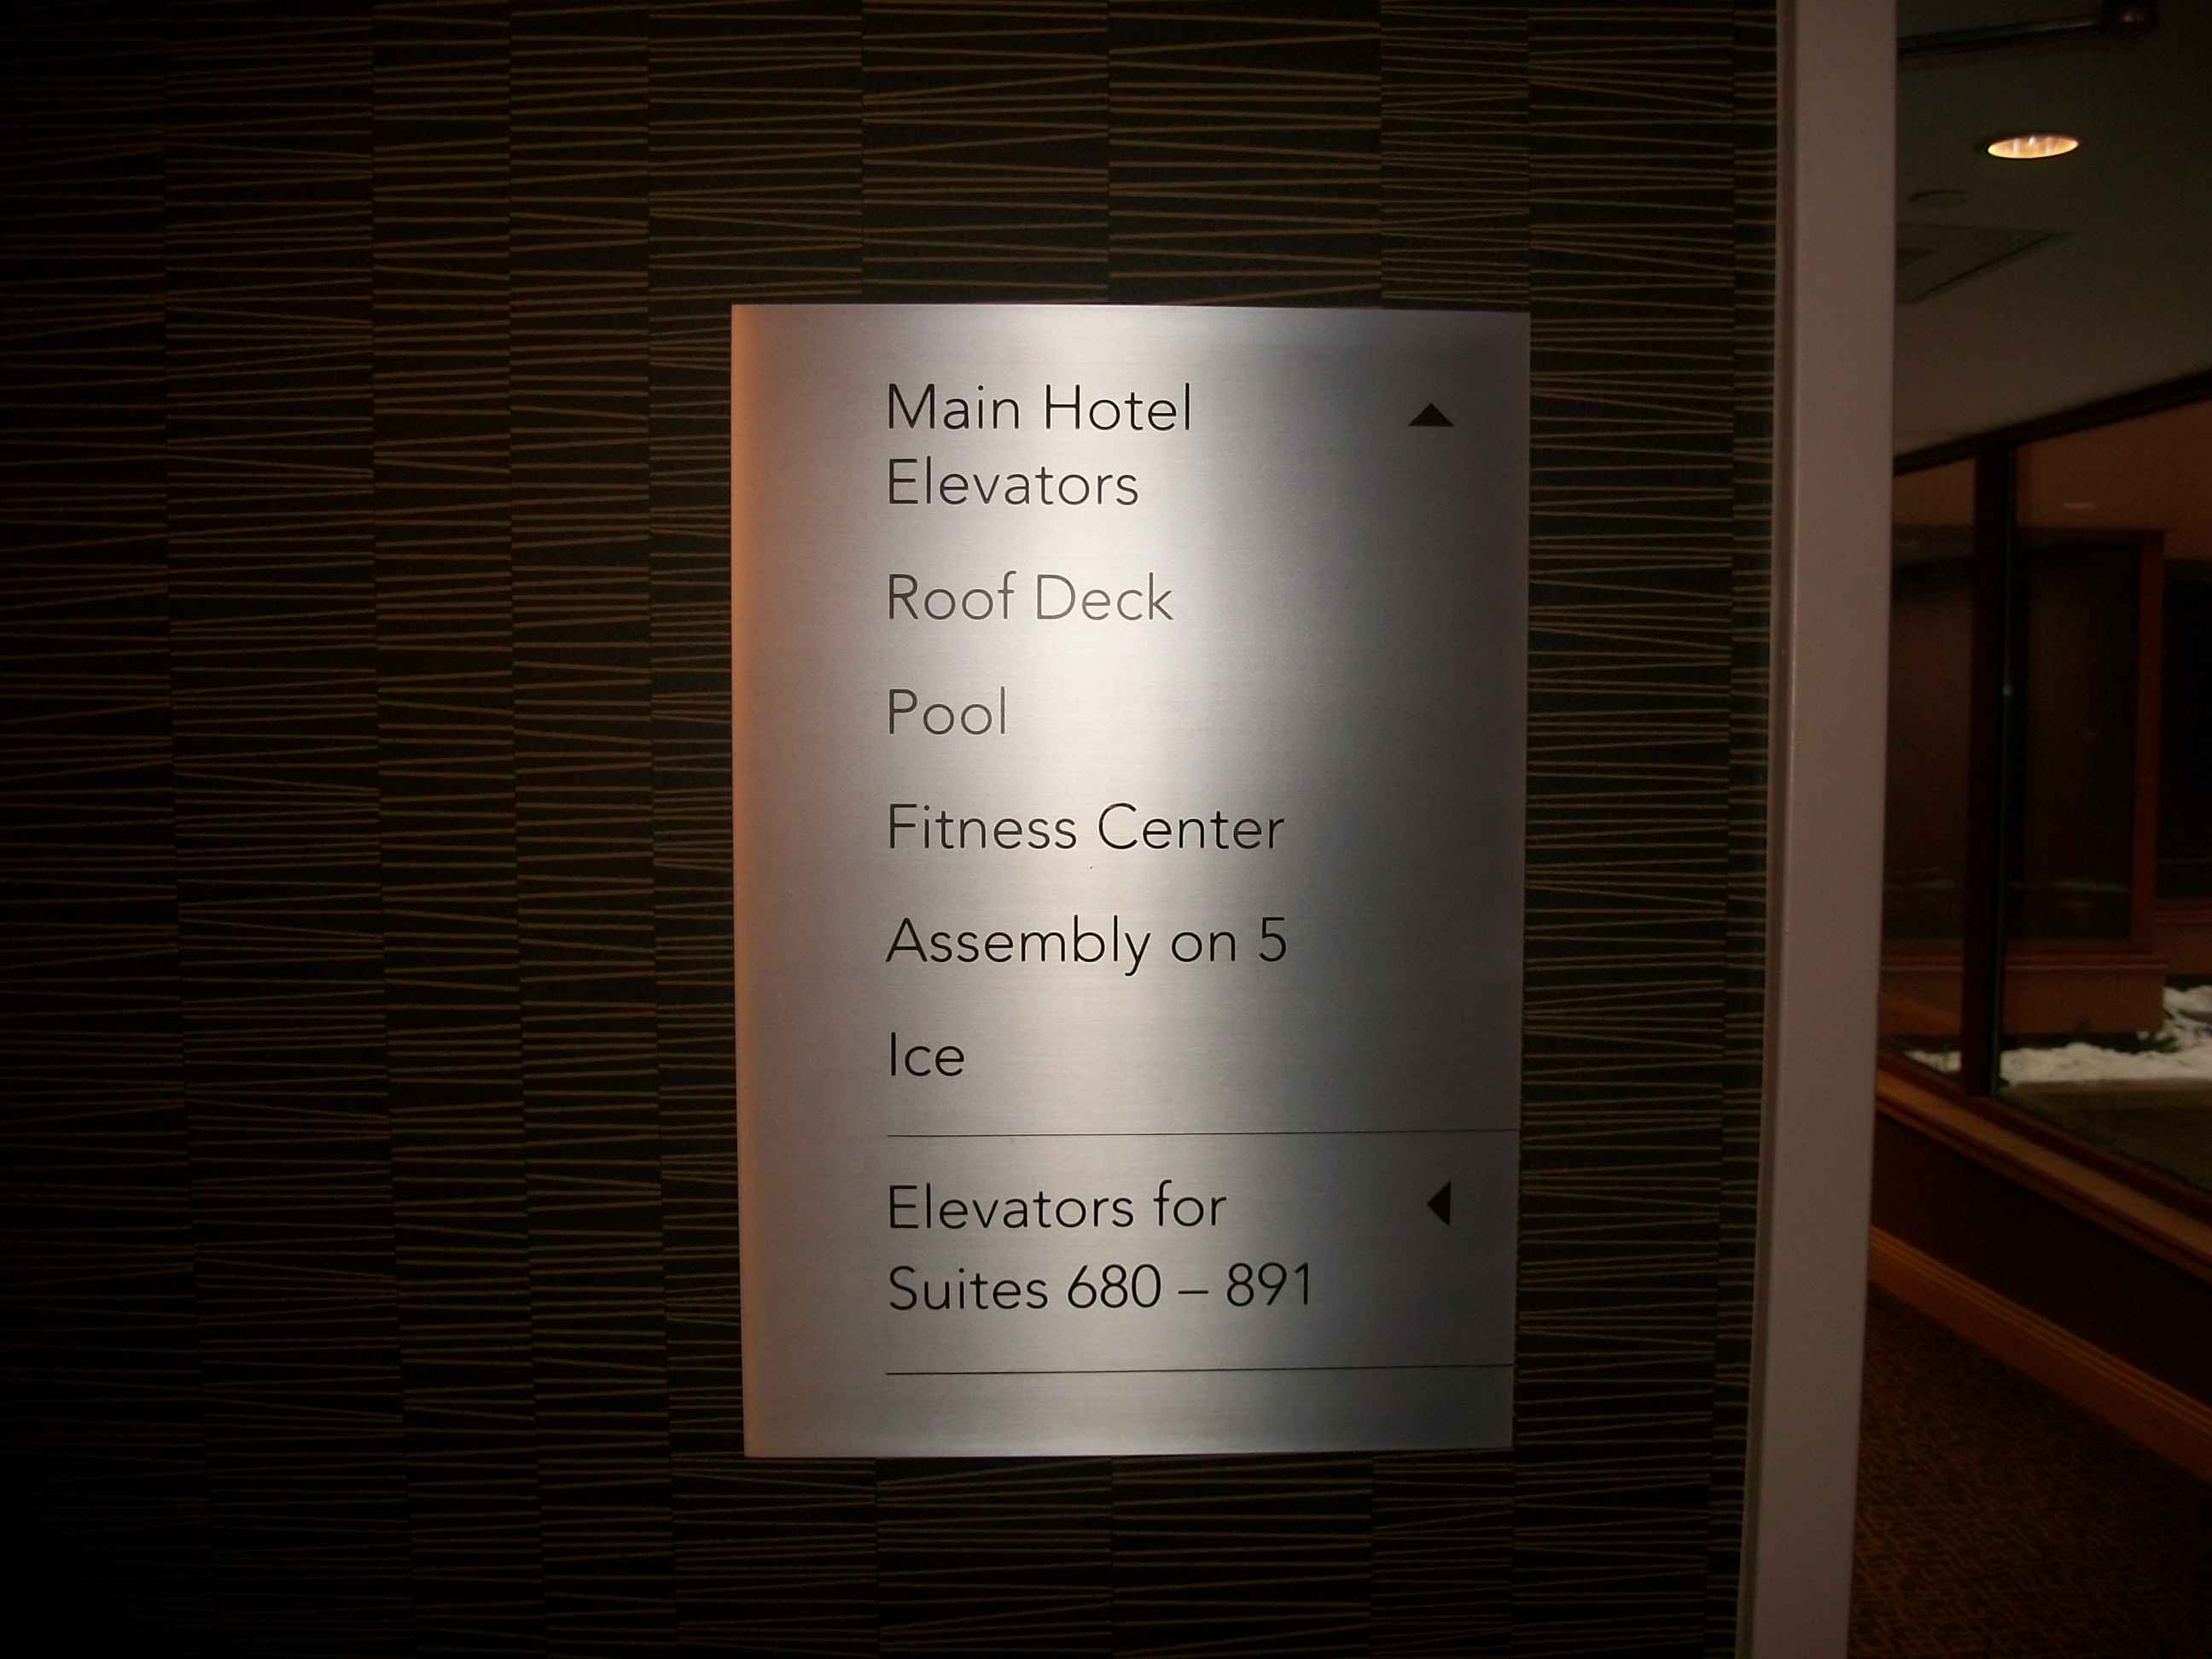 Main Hotel
Elevators
Roof Deck
Pool
Fitness Center
Assembly on 5
Ice
Elevators for
Suites 680 – 891